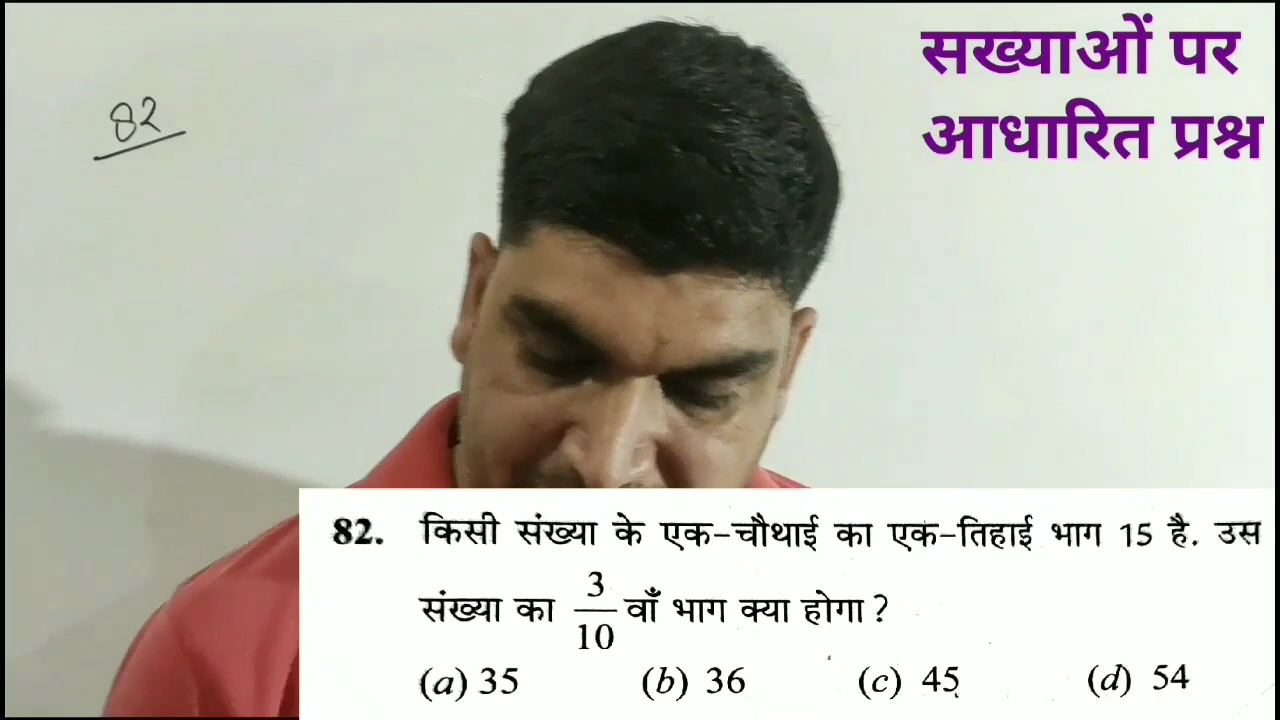 सख्याओं पर
आधारित प्रश्न
82
82. किसी संख्या के एक-चौथाई का एक-तिहाई भाग 15 है. उस
संख्या का 3/10 वाँ भाग क्या होगा ?
(a) 35 (b) 36 (c) 45 (d) 54